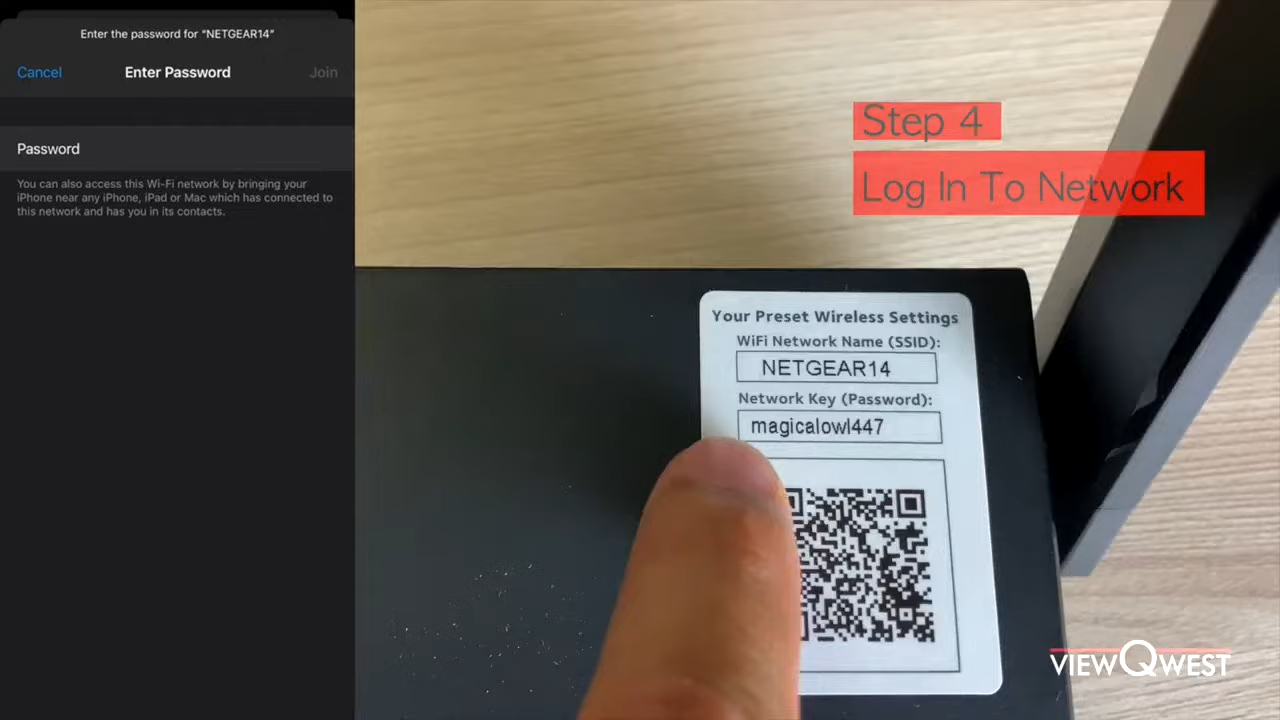 Enter the password for “NETGEAR14”
Cancel
Enter Password
Join
Password
You can also access this Wi-Fi network by bringing your
iPhone near any iPhone, iPad or Mac which has connected to
this network and has you in its contacts.
Step 4
Log In To Network
Your Preset Wireless Settings
WiFi Network Name (SSID):
NETGEAR14
Network Key (Password):
magicalowl447
VIEWQWEST